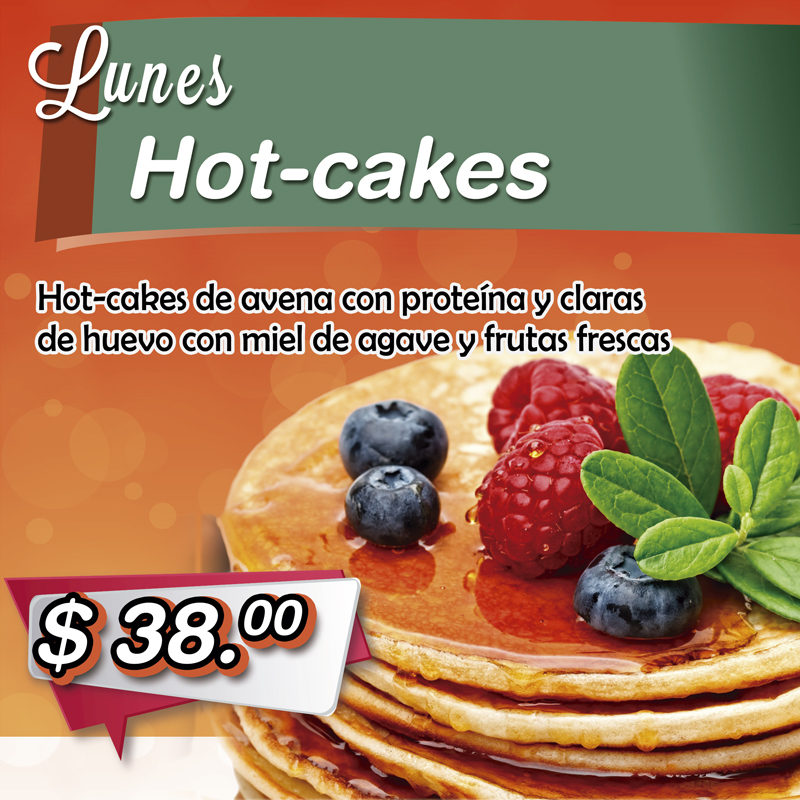 Lunes
Hot-cakes
Hot-cakes de avena con proteína y claras
de huevo con miel de agave y frutas frescas
$ 38.00